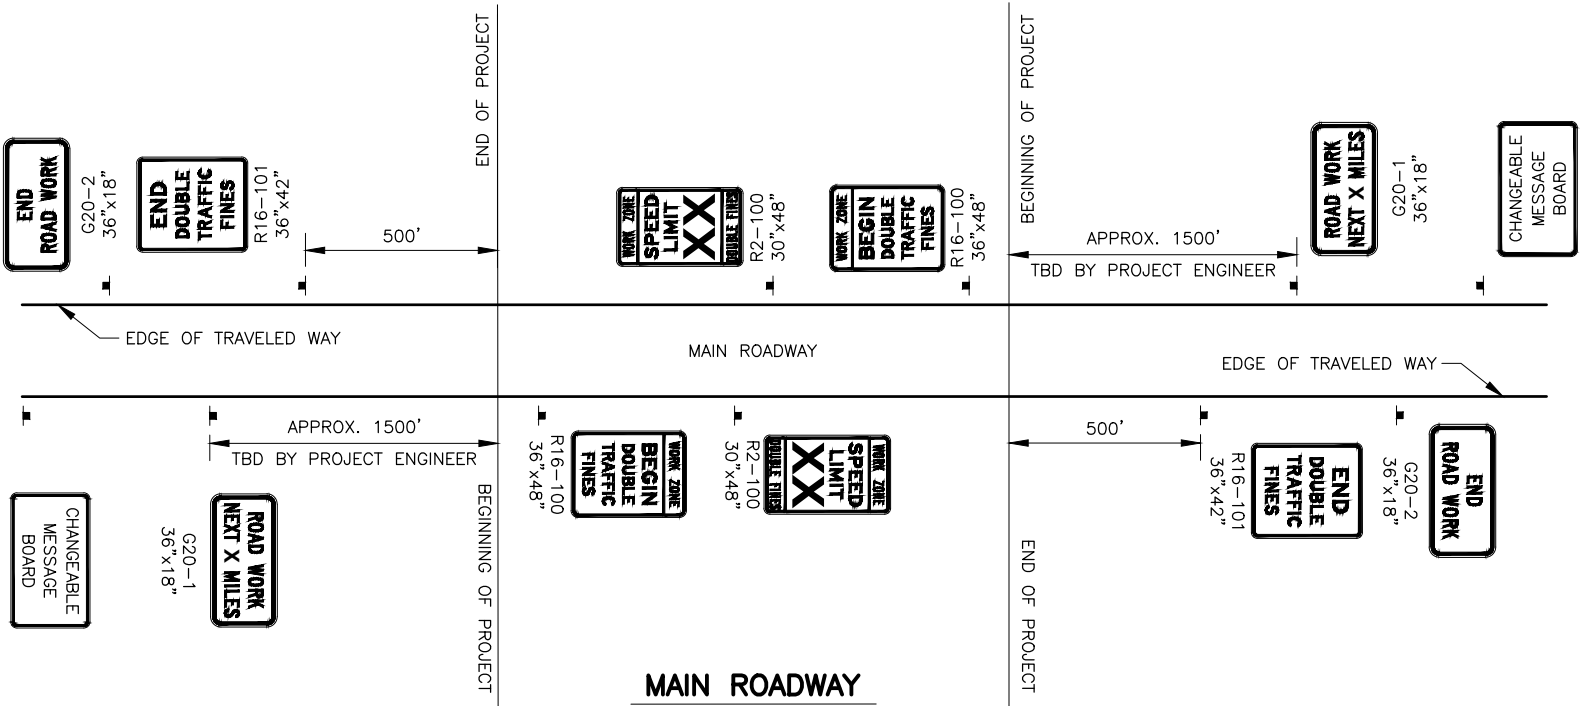 END
ROAD WORK
G20-2
36"x18"
END
DOUBLE
TRAFFIC
FINES
R16-101
36"x42"
500'
END OF PROJECT
WORK ZONE
SPEED
LIMIT
XX
DOUBLE FINES
R2-100
30"x48"
WORK ZONE
BEGIN
DOUBLE
TRAFFIC
FINES
R16-100
36"x48"
BEGINNING OF PROJECT
APPROX. 1500'
TBD BY PROJECT ENGINEER
ROAD WORK
NEXT X MILES
G20-1
36"x18"
CHANGEABLE
MESSAGE
BOARD
EDGE OF TRAVELED WAY
MAIN ROADWAY
EDGE OF TRAVELED WAY
CHANGEABLE
MESSAGE
BOARD
G20-1
36"x18"
ROAD WORK
NEXT X MILES
APPROX. 1500'
TBD BY PROJECT ENGINEER
BEGINNING OF PROJECT
R16-100
36"x48"
WORK ZONE
BEGIN
DOUBLE
TRAFFIC
FINES
R2-100
30"x48"
WORK ZONE
SPEED
LIMIT
XX
DOUBLE FINES
END OF PROJECT
500'
R16-101
36"x42"
END
DOUBLE
TRAFFIC
FINES
G20-2
36"x18"
END
ROAD WORK
MAIN ROADWAY